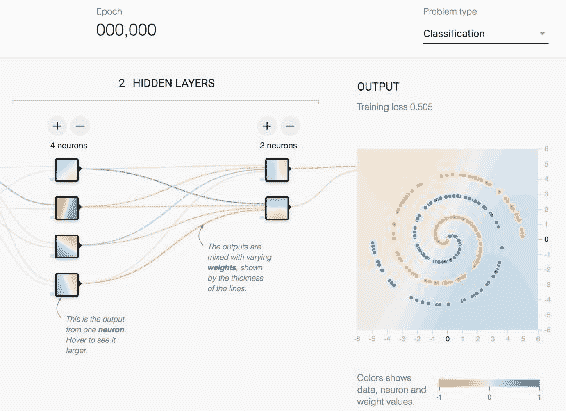 Epoch
000,000
Problem type
Classification
2 HIDDEN LAYERS
+ −
+ −
4 neurons
2 neurons
The outputs are
mixed with varying
weights, shown
by the thickness
of the lines.
This is the output
from one neuron.
Hover to see it
larger.
OUTPUT
Training loss 0.505
6
5
4
3
2
1
0
-1
-2
-3
-4
-5
-6
-6 -5 -4 -3 -2 -1 0 1 2 3 4 5 6
Colors shows
data, neuron and
weight values.
-1 0 1